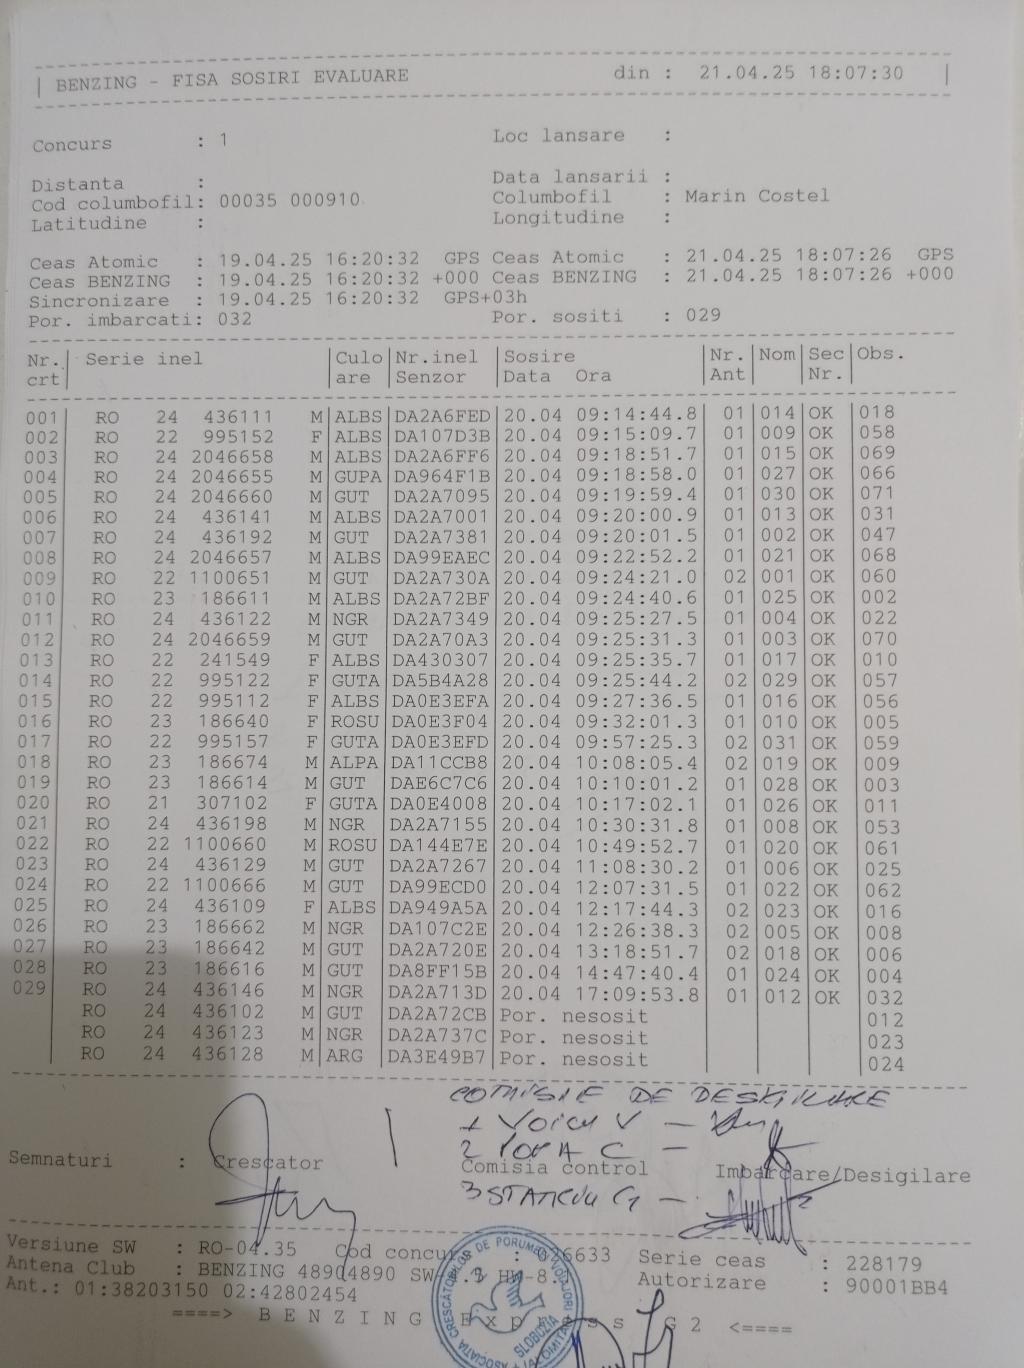 | BENZING - FISA SOSIRI EVALUARE din : 21.04.25 18:07:30 |
Concurs : 1 Loc lansare :
Distanta : Data lansarii :
Cod columbofil: 00035 000910 Columbofil : Marin Costel
Latitudine : Longitudine :
Ceas Atomic : 19.04.25 16:20:32 GPS Ceas Atomic : 21.04.25 18:07:26 GPS
Ceas BENZING : 19.04.25 16:20:32 +000 Ceas BENZING : 21.04.25 18:07:26 +000
Sincronizare : 19.04.25 16:20:32 GPS+03h
Por. imbarcati: 032 Por. sositi : 029
Nr.| Serie inel |Culo|Nr.inel |Sosire |Nr.|Nom|Sec|Obs.
crt| |are |Senzor |Data Ora |Ant| |Nr.|
001| RO 24 436111 M|ALBS|DA2A6FED|20.04 09:14:44.8| 01|014|OK |018
002| RO 22 995152 F|ALBS|DA107D3B|20.04 09:15:09.7| 01|009|OK |058
003| RO 24 2046658 M|ALBS|DA2A6FF6|20.04 09:18:51.7| 01|015|OK |069
004| RO 24 2046655 M|GUPA|DA964F1B|20.04 09:18:58.0| 01|027|OK |066
005| RO 24 2046660 M|GUT |DA2A7095|20.04 09:19:59.4| 01|030|OK |071
006| RO 24 436141 M|ALBS|DA2A7001|20.04 09:20:00.9| 01|013|OK |031
007| RO 24 436192 M|GUT |DA2A7381|20.04 09:20:01.5| 01|002|OK |047
008| RO 24 2046657 M|ALBS|DA99EAEC|20.04 09:22:52.2| 01|021|OK |068
009| RO 22 1100651 M|GUT |DA2A730A|20.04 09:24:21.0| 02|001|OK |060
010| RO 23 186611 M|ALBS|DA2A72BF|20.04 09:24:40.6| 01|025|OK |002
011| RO 24 436122 M|NGR |DA2A7349|20.04 09:25:27.5| 01|004|OK |022
012| RO 24 2046659 M|GUT |DA2A70A3|20.04 09:25:31.3| 01|003|OK |070
013| RO 22 241549 F|ALBS|DA430307|20.04 09:25:35.7| 01|017|OK |010
014| RO 22 995122 F|GUTA|DA5B4A28|20.04 09:25:44.2| 02|029|OK |057
015| RO 22 995112 F|ALBS|DA0E3EFA|20.04 09:27:36.5| 01|016|OK |056
016| RO 23 186640 F|ROSU|DA0E3F04|20.04 09:32:01.3| 01|010|OK |005
017| RO 22 995157 F|GUTA|DA0E3EFD|20.04 09:57:25.3| 02|031|OK |059
018| RO 23 186674 M|ALPA|DA11CCB8|20.04 10:08:05.4| 02|019|OK |009
019| RO 23 186614 M|GUT |DAE6C7C6|20.04 10:10:01.2| 01|028|OK |003
020| RO 21 307102 F|GUTA|DA0E4008|20.04 10:17:02.1| 01|026|OK |011
021| RO 24 436198 M|NGR |DA2A7155|20.04 10:30:31.8| 01|008|OK |053
022| RO 22 1100660 M|ROSU|DA144E7E|20.04 10:49:52.7| 01|020|OK |061
023| RO 24 436129 M|GUT |DA2A7267|20.04 11:08:30.2| 01|006|OK |025
024| RO 22 1100666 M|GUT |DA99ECD0|20.04 12:07:31.5| 01|022|OK |062
025| RO 24 436109 F|ALBS|DA949A5A|20.04 12:17:44.3| 02|023|OK |016
026| RO 23 186662 M|NGR |DA107C2E|20.04 12:26:38.3| 02|005|OK |008
027| RO 23 186642 M|GUT |DA2A720E|20.04 13:18:51.7| 02|018|OK |006
028| RO 23 186616 M|GUT |DA8FF15B|20.04 14:47:40.4| 01|024|OK |004
029| RO 24 436146 M|NGR |DA2A713D|20.04 17:09:53.8| 01|012|OK |032
| RO 24 436102 M|GUT |DA2A72CB|Por. nesosit | | | |012
| RO 24 436123 M|NGR |DA2A737C|Por. nesosit | | | |023
| RO 24 436128 M|ARG |DA3E49B7|Por. nesosit | | | |024
COMISIE DE DESIGILARE
1 VOICU V -
2 POPA C -
Semnaturi : Crescator Comisia control Imbarcare/Desigilare
3 STANCIU G -
Versiune SW : RO-04.35 Cod concurs : 026633 Serie ceas : 228179
Antena Club : BENZING 48904890 SW HW-8. Autorizare : 90001BB4
Ant.: 01:38203150 02:42802454
====> B E N Z I N G E x p r e s s G 2 <====
ASOCIATIA CRESCĂTORILOR DE PORUMBEI VOIAJORI IALOMITA
SLOBOZIA